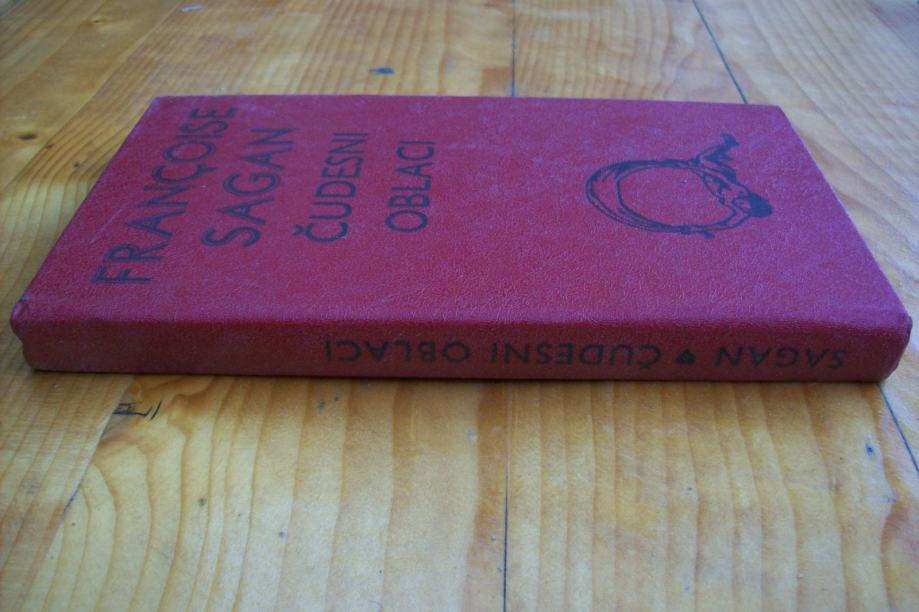 FRANÇOISE
SAGAN
ČUDESNI
OBLACI
SAGAN ♥ ČUDESNI OBLACI